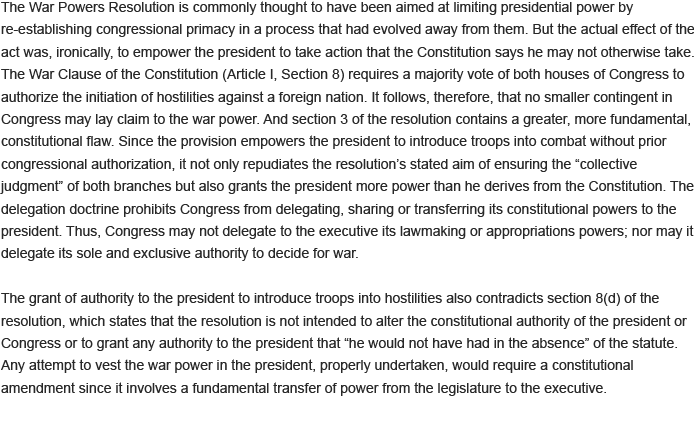 The War Powers Resolution is commonly thought to have been aimed at limiting presidential power by
re-establishing congressional primacy in a process that had evolved away from them. But the actual effect of the
act was, ironically, to empower the president to take action that the Constitution says he may not otherwise take.
The War Clause of the Constitution (Article I, Section 8) requires a majority vote of both houses of Congress to
authorize the initiation of hostilities against a foreign nation. It follows, therefore, that no smaller contingent in
Congress may lay claim to the war power. And section 3 of the resolution contains a greater, more fundamental,
constitutional flaw. Since the provision empowers the president to introduce troops into combat without prior
congressional authorization, it not only repudiates the resolution’s stated aim of ensuring the “collective
judgment” of both branches but also grants the president more power than he derives from the Constitution. The
delegation doctrine prohibits Congress from delegating, sharing or transferring its constitutional powers to the
president. Thus, Congress may not delegate to the executive its lawmaking or appropriations powers; nor may it
delegate its sole and exclusive authority to decide for war.
The grant of authority to the president to introduce troops into hostilities also contradicts section 8(d) of the
resolution, which states that the resolution is not intended to alter the constitutional authority of the president or
Congress or to grant any authority to the president that “he would not have had in the absence” of the statute.
Any attempt to vest the war power in the president, properly undertaken, would require a constitutional
amendment since it involves a fundamental transfer of power from the legislature to the executive.